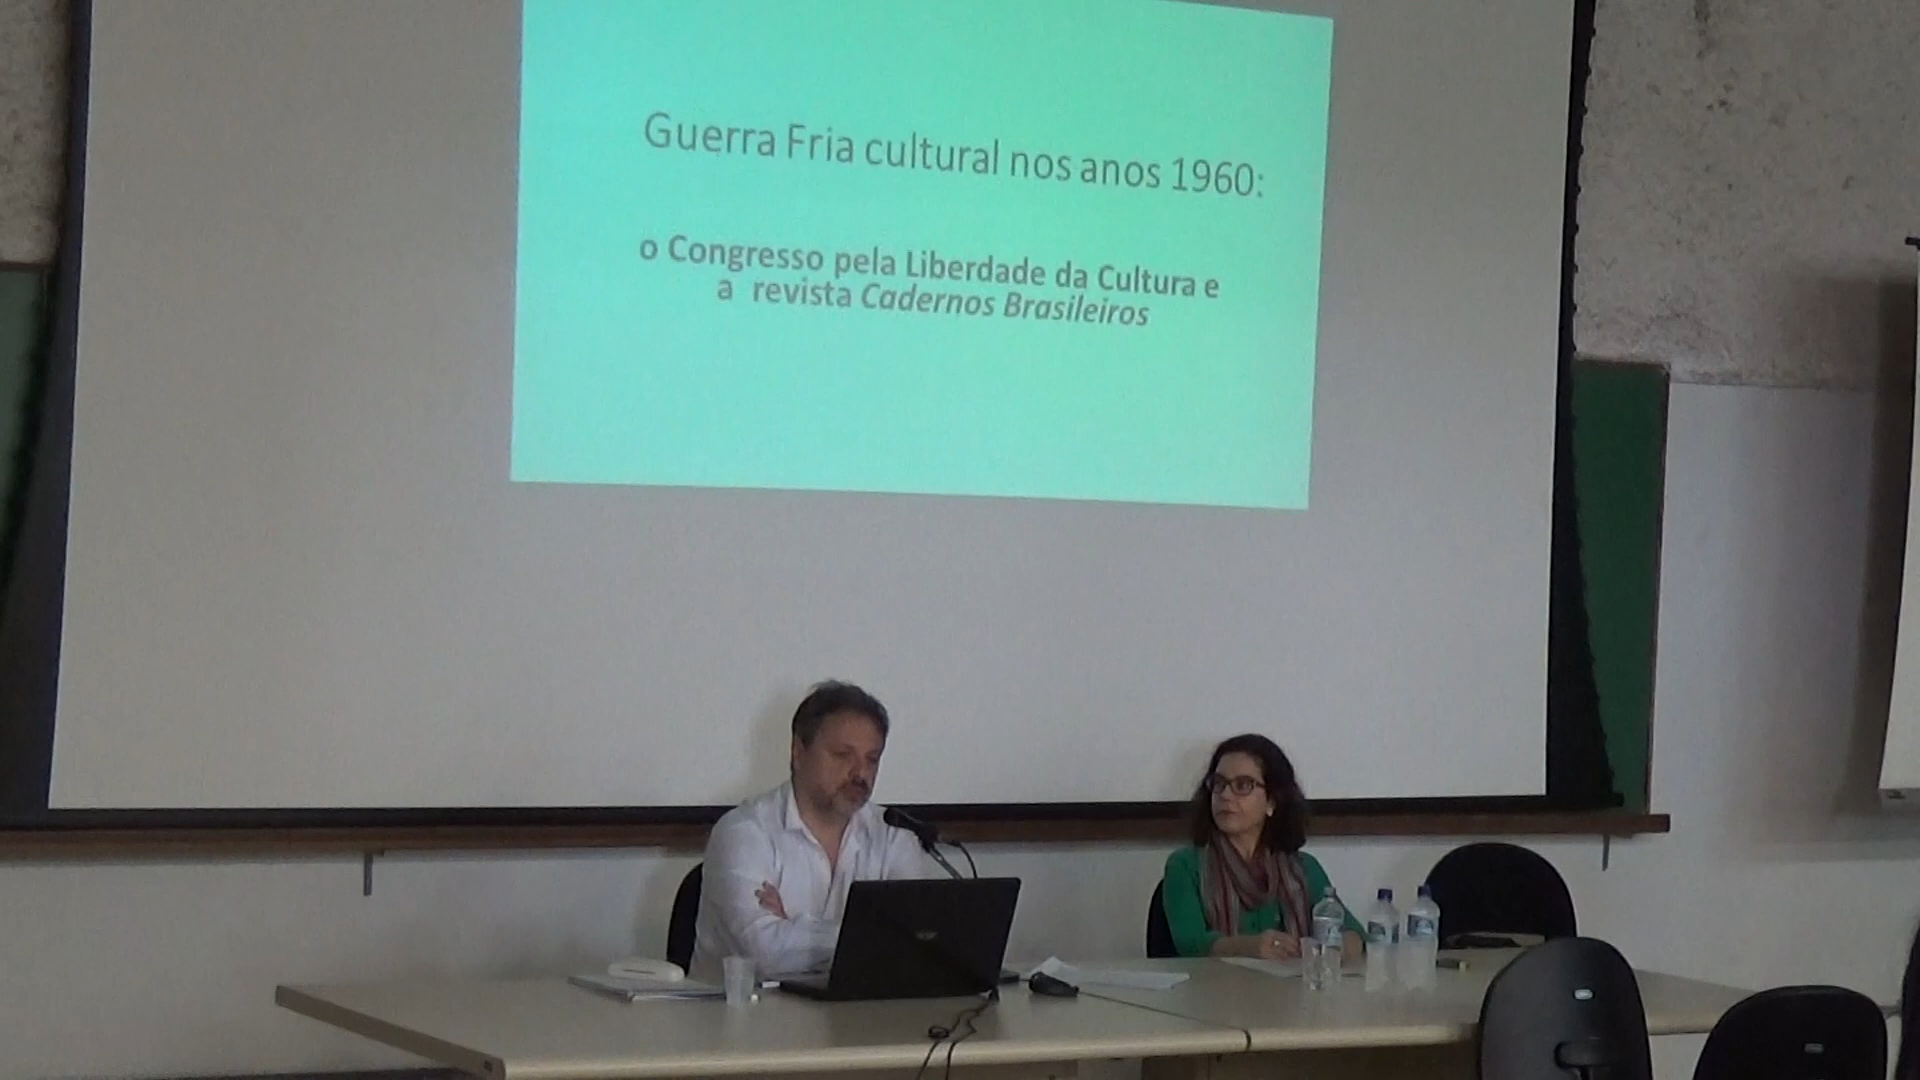 Guerra Fria cultural nos anos 1960:
o Congresso pela Liberdade da Cultura e
a revista Cadernos Brasileiros